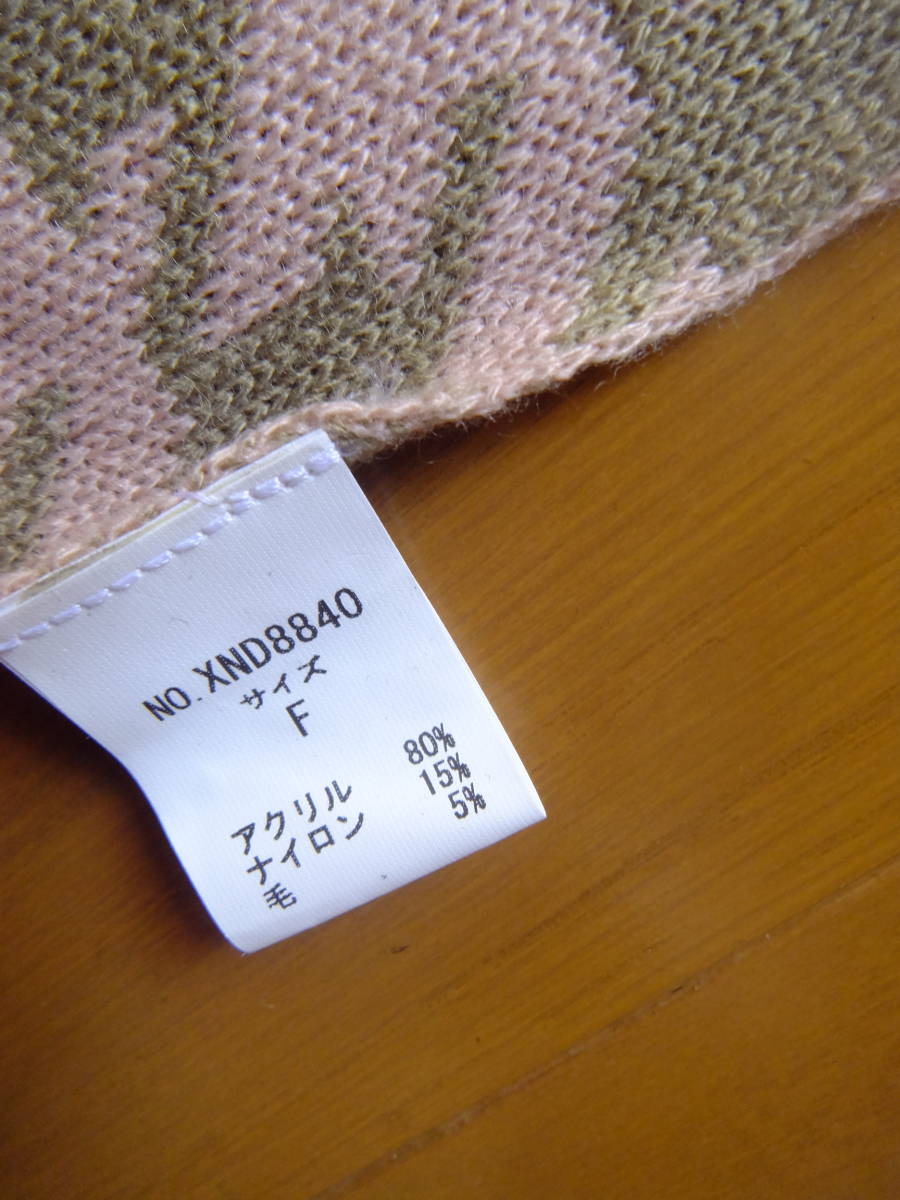 NO.XND8840
サイズ
F
アクリル 80%
ナイロン 15%
毛 5%